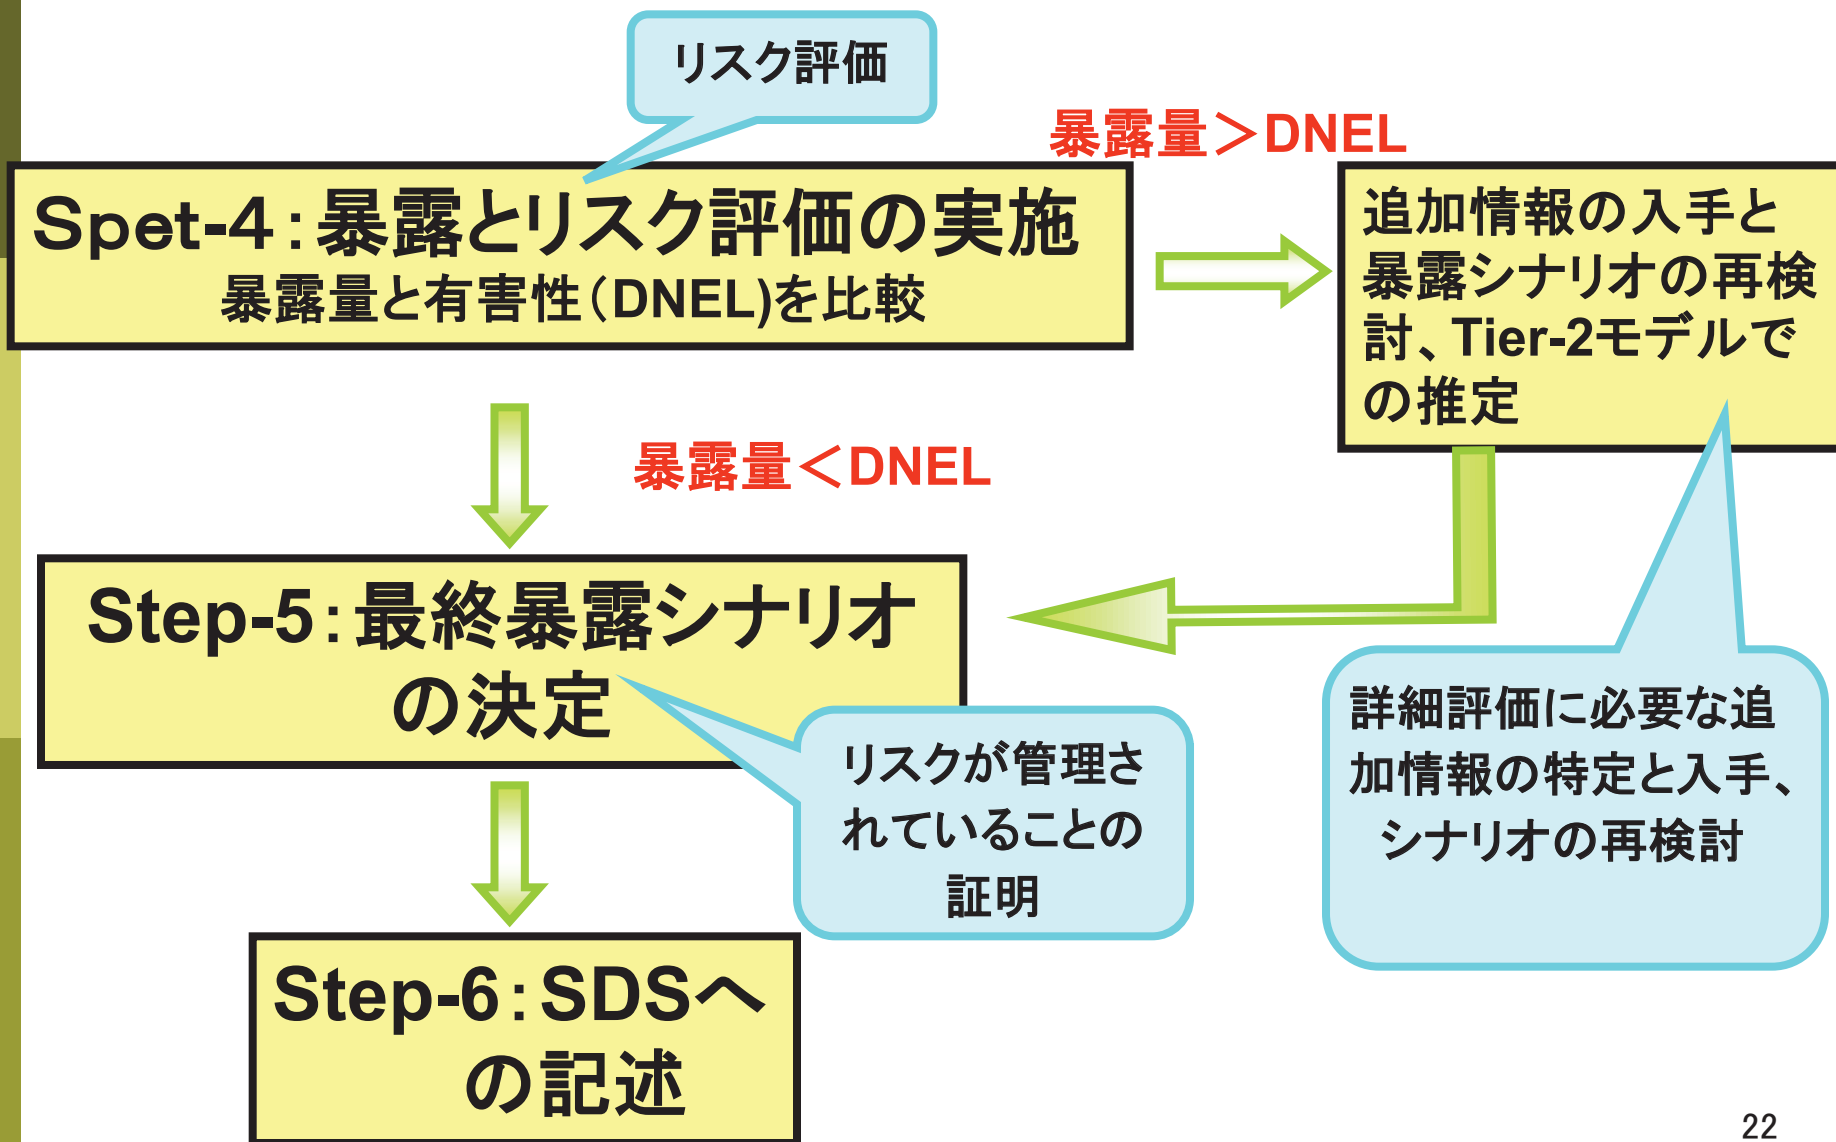 リスク評価
暴露量＞DNEL
Spet-4：暴露とリスク評価の実施
暴露量と有害性（DNEL)を比較
追加情報の入手と
暴露シナリオの再検
討、Tier-2モデルで
の推定
暴露量＜DNEL
Step-5：最終暴露シナリオ
の決定
リスクが管理さ
れていることの
証明
詳細評価に必要な追
加情報の特定と入手、
シナリオの再検討
Step-6：SDSへ
の記述
22